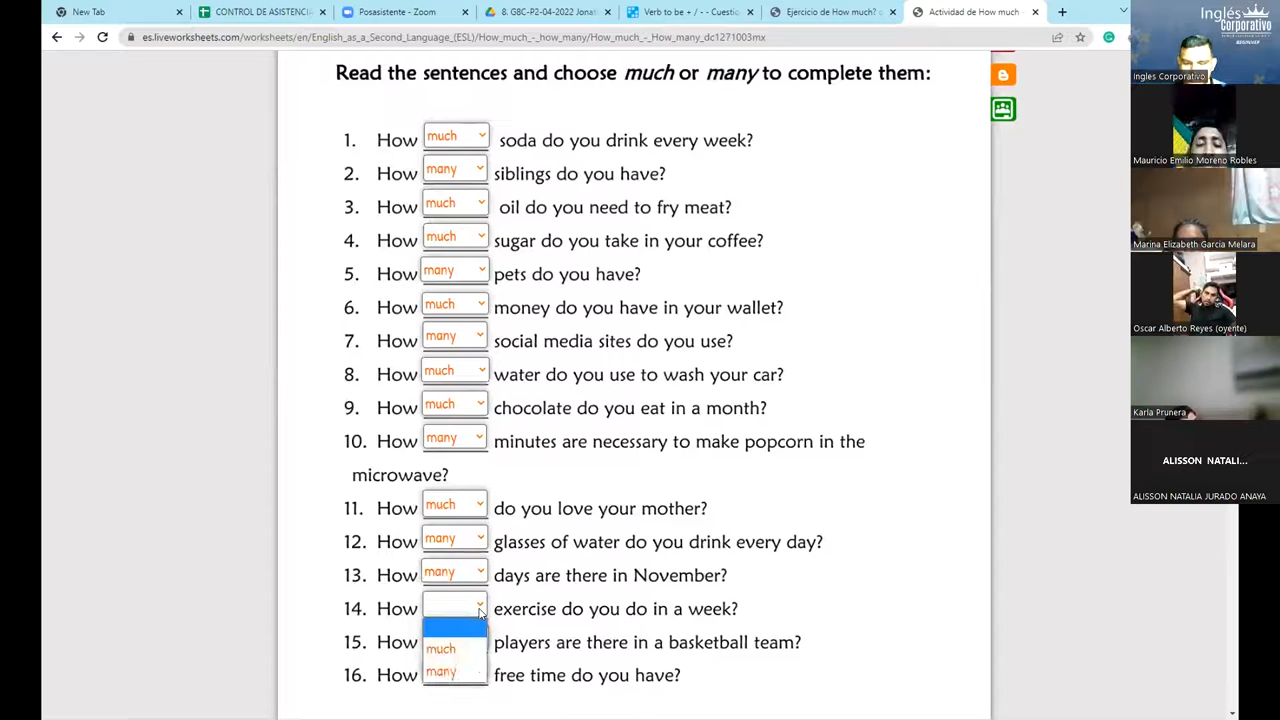 New Tab
CONTROL DE ASISTENCIA
Posasistente - Zoom
8. G8C-P2-04-2022 Jonat
Verb to be + / - - Cuesti
Ejercicio de How much? o
Actividad de How much -
es.liveworksheets.com/worksheets/en/English_as_a_Second_Language_(ESL)/How_much_-_how_many/How_much_-_How_many_dc1271003mx
Read the sentences and choose much or many to complete them:
1. How much soda do you drink every week?
2. How many siblings do you have?
3. How much oil do you need to fry meat?
4. How much sugar do you take in your coffee?
5. How many pets do you have?
6. How much money do you have in your wallet?
7. How many social media sites do you use?
8. How much water do you use to wash your car?
9. How much chocolate do you eat in a month?
10. How many minutes are necessary to make popcorn in the
microwave?
11. How much do you love your mother?
12. How many glasses of water do you drink every day?
13. How many days are there in November?
14. How exercise do you do in a week?
15. How players are there in a basketball team?
16. How free time do you have?
much
many
Inglés
Corporativo
BEGINNER
Ingles Corporativo
Mauricio Emilio Moreno Robles
Marina Elizabeth Garcia Melara
Oscar Alberto Reyes (oyente)
Karla Prunera
ALISSON NATALI...
ALISSON NATALIA JURADO ANAYA